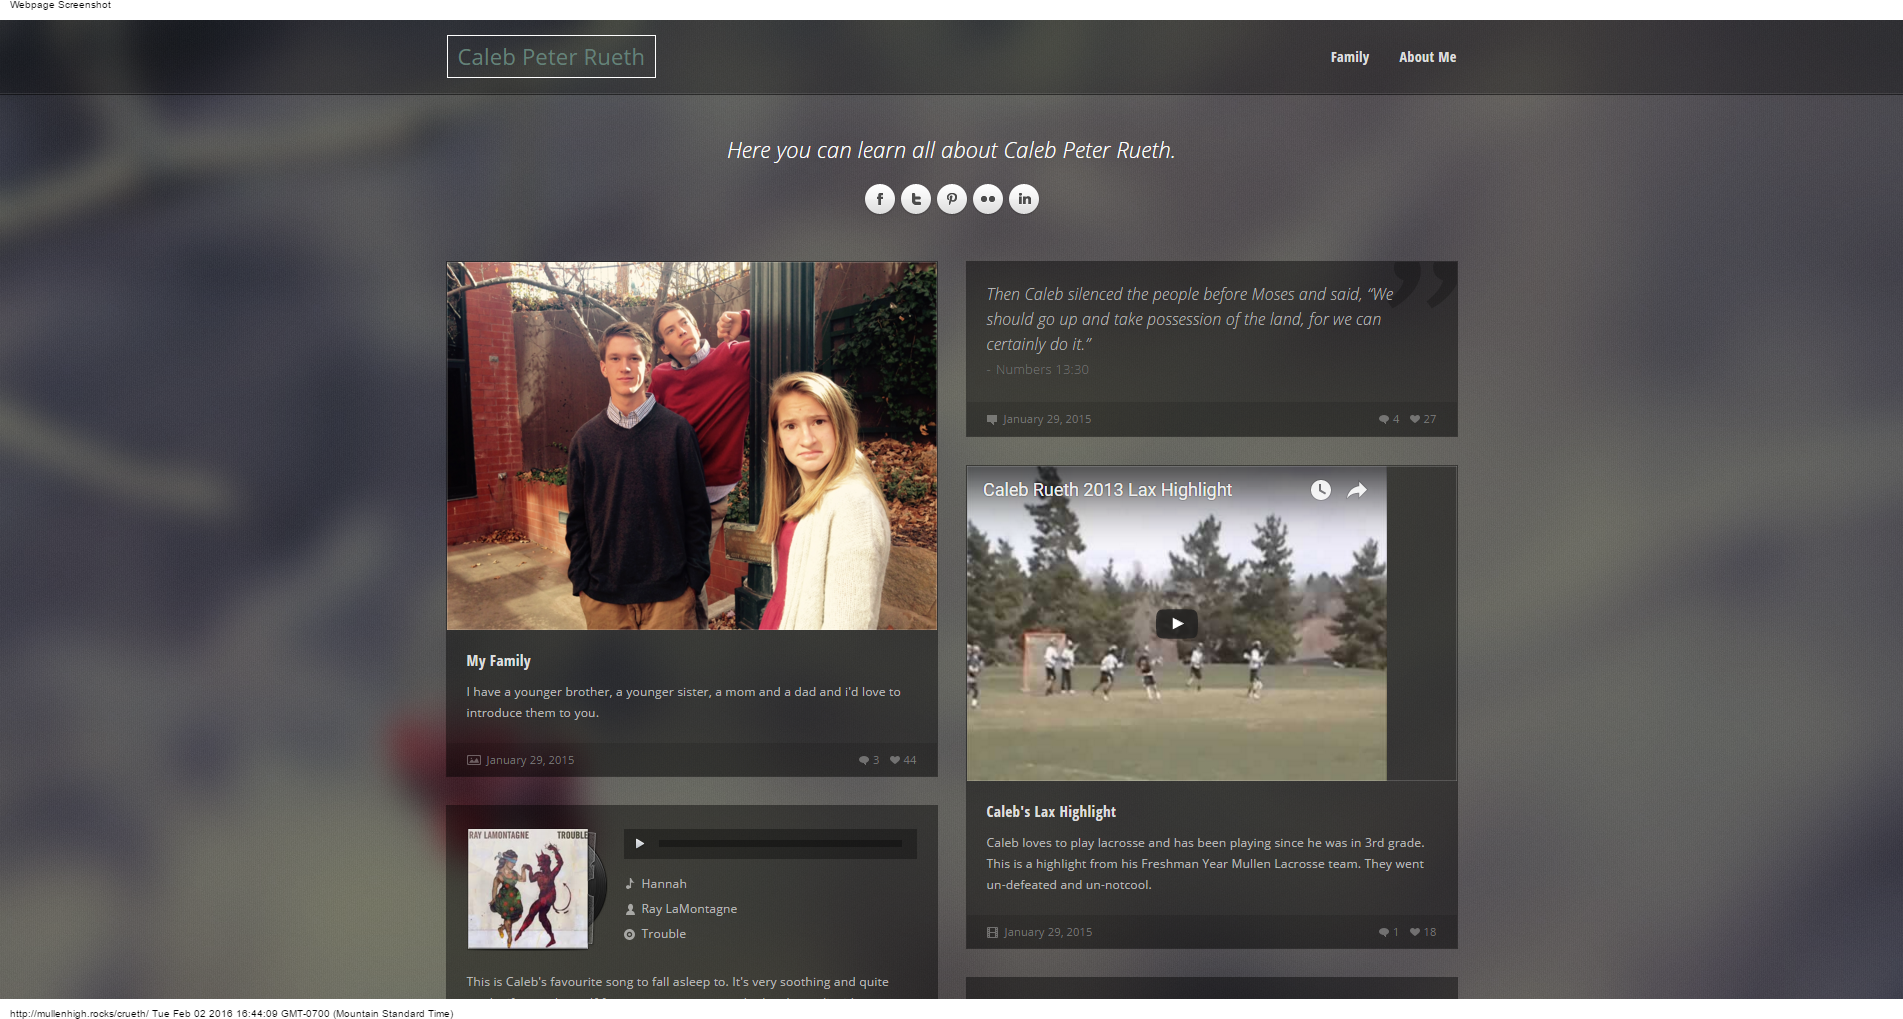 Webpage Screenshot
Caleb Peter Rueth
Family
About Me
Here you can learn all about Caleb Peter Rueth.
My Family
I have a younger brother, a younger sister, a mom and a dad and i'd love to
introduce them to you.
January 29, 2015
3
44
RAY LAMONTAGNE
TROUBLE
Hannah
Ray LaMontagne
Trouble
This is Caleb's favourite song to fall asleep to. It's very soothing and quite
Then Caleb silenced the people before Moses and said, “We
should go up and take possession of the land, for we can
certainly do it.”
- Numbers 13:30
January 29, 2015
4
27
Caleb Rueth 2013 Lax Highlight
Caleb's Lax Highlight
Caleb loves to play lacrosse and has been playing since he was in 3rd grade.
This is a highlight from his Freshman Year Mullen Lacrosse team. They went
un-defeated and un-notcool.
January 29, 2015
1
18
http://mullenhigh.rocks/crueth/ Tue Feb 02 2016 16:44:09 GMT-0700 (Mountain Standard Time)